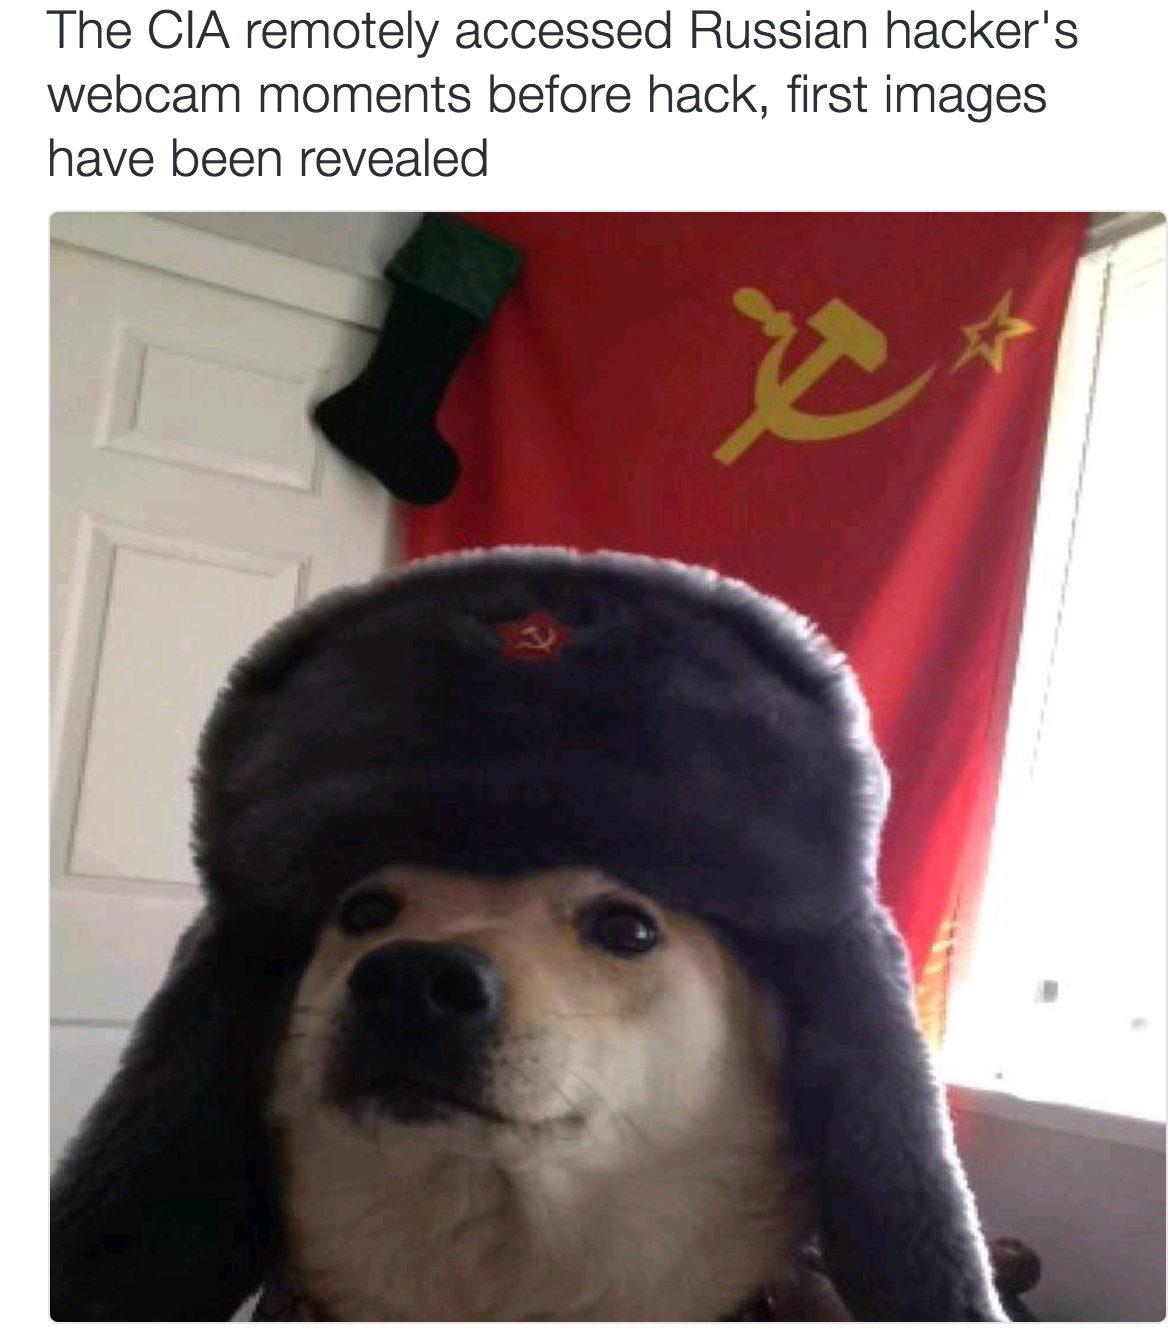 The CIA remotely accessed Russian hacker's
webcam moments before hack, first images
have been revealed